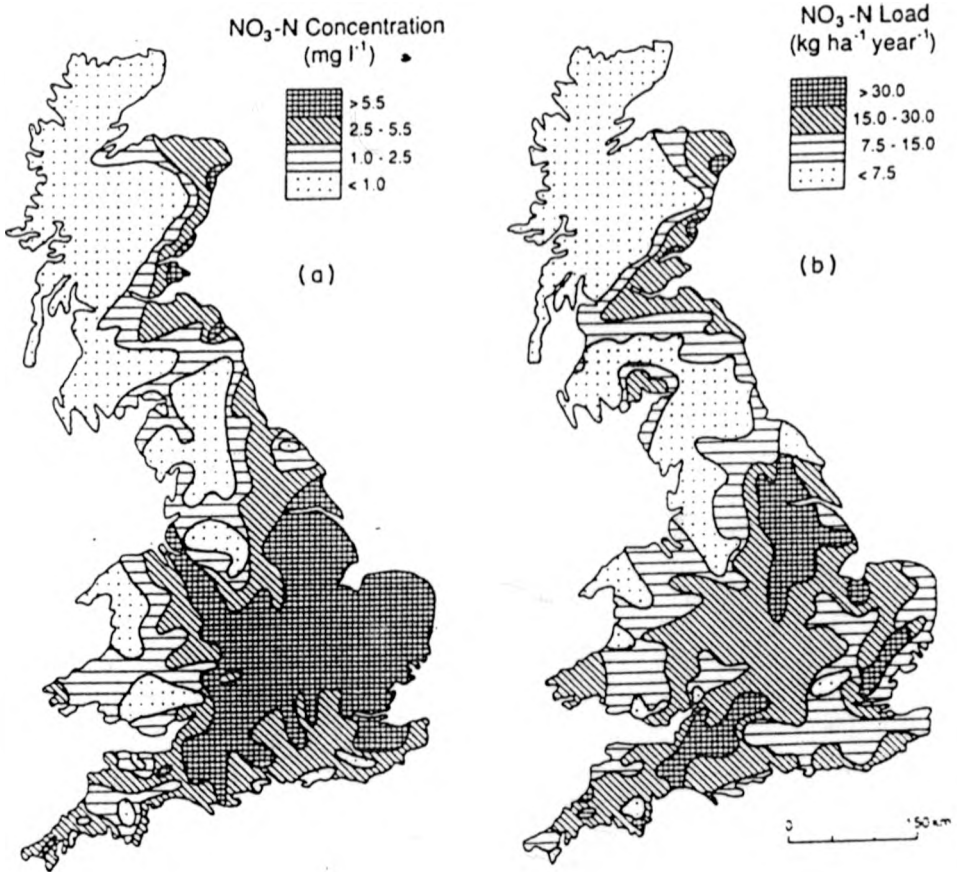 NO₃-N Concentration
(mg l⁻¹)
> 5.5
2.5 - 5.5
1.0 - 2.5
< 1.0
(a)
NO₃-N Load
(kg ha⁻¹ year⁻¹)
> 30.0
15.0 - 30.0
7.5 - 15.0
< 7.5
(b)
0 150 km